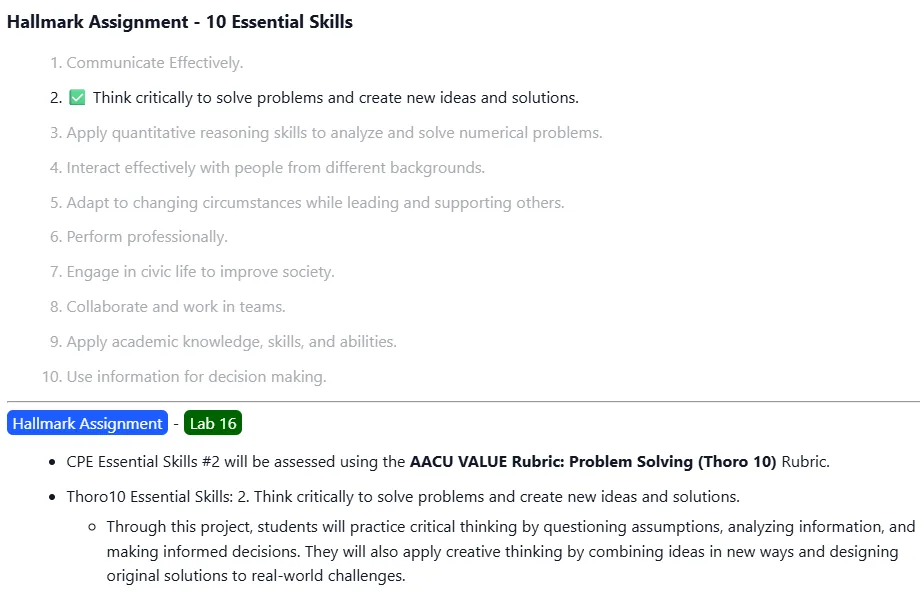 Hallmark Assignment - 10 Essential Skills
1. Communicate Effectively.
2. ✅ Think critically to solve problems and create new ideas and solutions.
3. Apply quantitative reasoning skills to analyze and solve numerical problems.
4. Interact effectively with people from different backgrounds.
5. Adapt to changing circumstances while leading and supporting others.
6. Perform professionally.
7. Engage in civic life to improve society.
8. Collaborate and work in teams.
9. Apply academic knowledge, skills, and abilities.
10. Use information for decision making.
Hallmark Assignment - Lab 16
• CPE Essential Skills #2 will be assessed using the AACU VALUE Rubric: Problem Solving (Thoro 10) Rubric.
• Thoro10 Essential Skills: 2. Think critically to solve problems and create new ideas and solutions.
○ Through this project, students will practice critical thinking by questioning assumptions, analyzing information, and
making informed decisions. They will also apply creative thinking by combining ideas in new ways and designing
original solutions to real-world challenges.